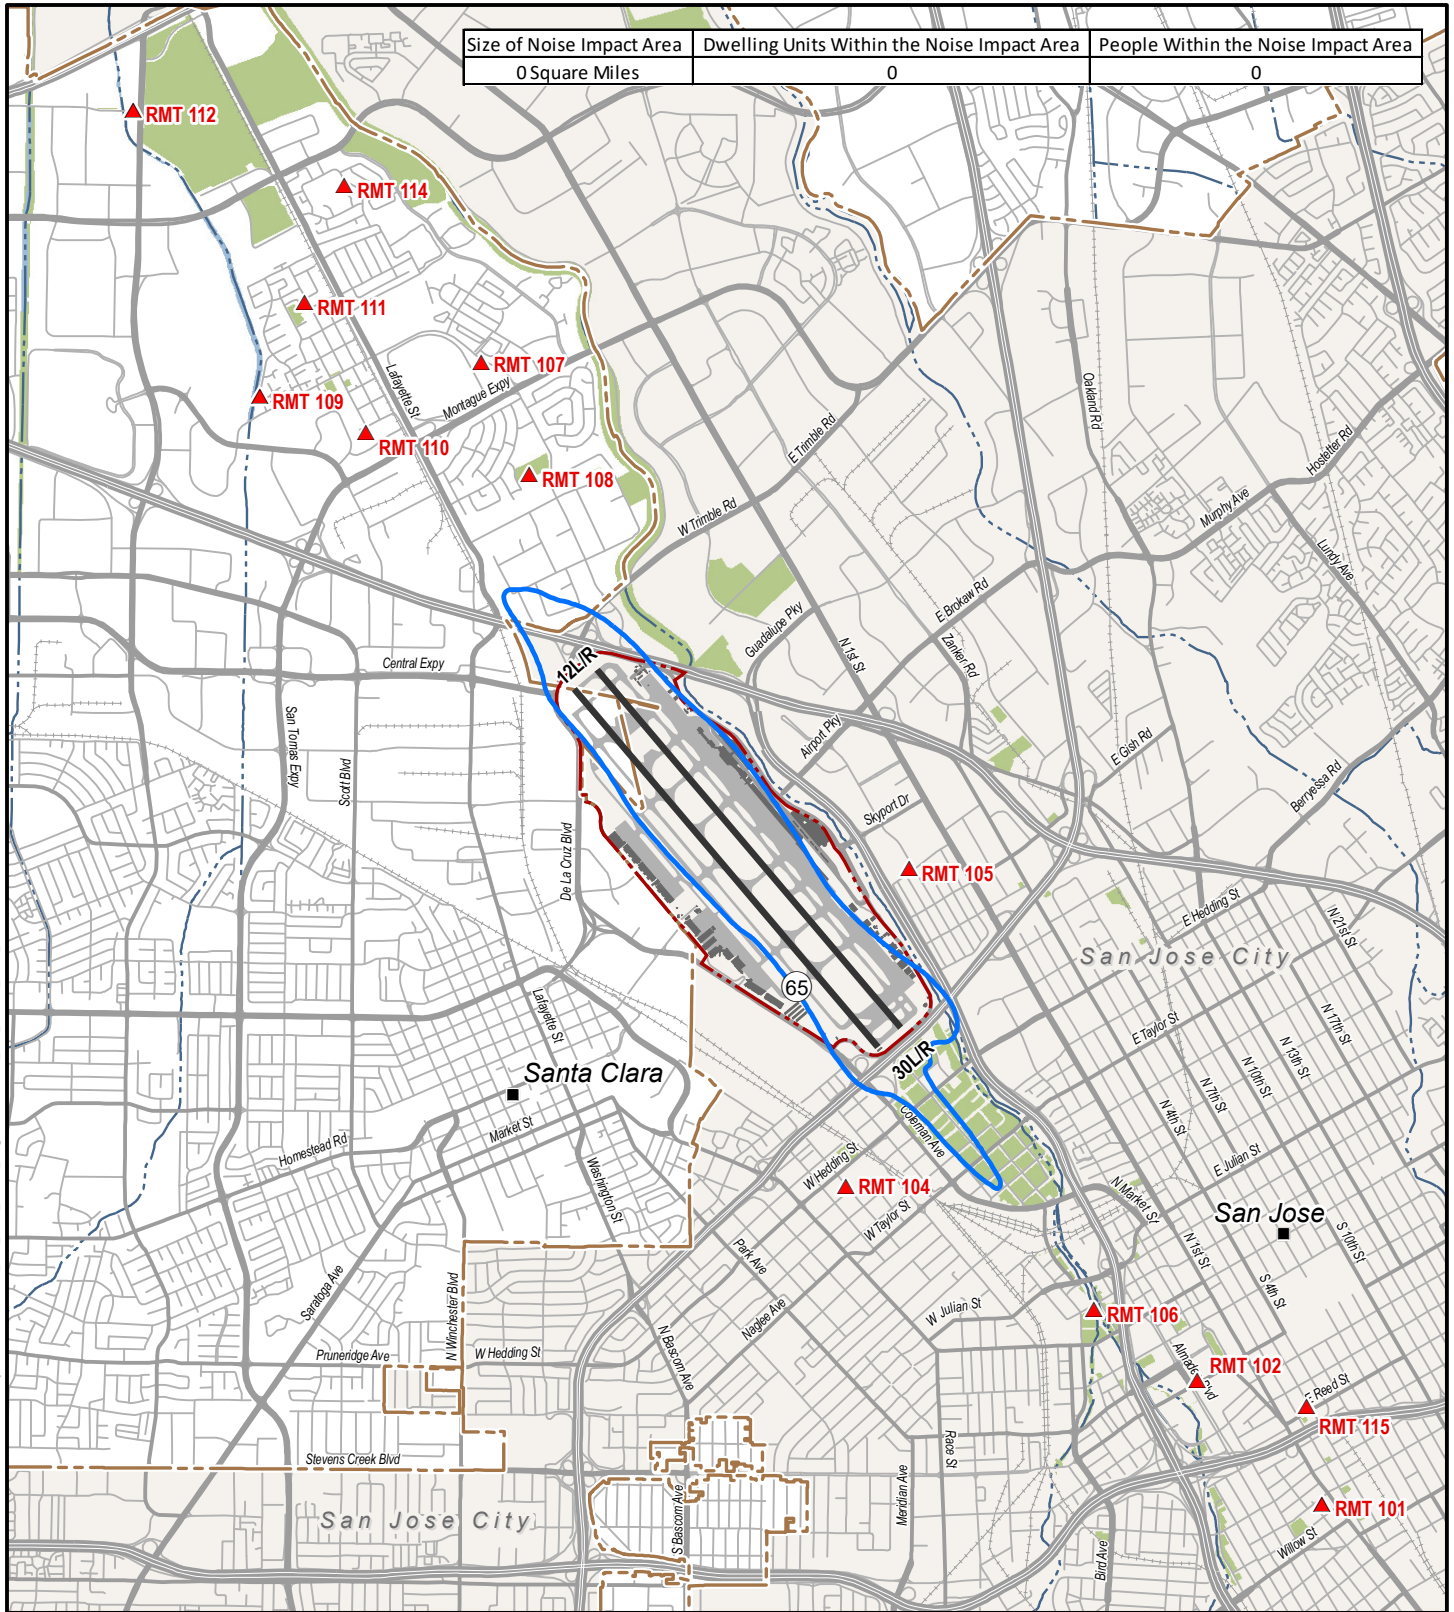 Size of Noise Impact Area Dwelling Units Within the Noise Impact Area People Within the Noise Impact Area
0 Square Miles 0 0
RMT 112
RMT 114
RMT 111
RMT 107
Lafayette St
Montague Expy
RMT 109
Oakland Rd
RMT 110
E Trimble Rd
Hostetter Rd
RMT 108
W Trimble Rd
Murphy Ave
Lundy Ave
E Brokaw Rd
Guadalupe Pky
N 1st St
Zanker Rd
Central Expy
12L/R
San Tomas Expy
Airport Pky
E Gish Rd
Scott Blvd
Berryessa Rd
Skyport Dr
De La Cruz Blvd
RMT 105
E Hedding St
N 21st St
San Jose City
65
Lafayette St
N 17th St
E Taylor St
N 13th St
30L/R
N 10th St
Santa Clara
N 7th St
N 4th St
Coleman Ave
Market St
Homestead Rd
W Hedding St
E Julian St
Washington St
RMT 104
N Market St
W Taylor St
San Jose
S 10th St
Park Ave
N 1st St
Saratoga Ave
N Winchester Blvd
S 4th St
W Julian St
RMT 106
Naglee Ave
Pruneridge Ave
W Hedding St
N Bascom Ave
RMT 102
E Reed St
RMT 115
Race St
Stevens Creek Blvd
Meridian Ave
San Jose City
S Bascom Ave
RMT 101
Willow St
Bird Ave